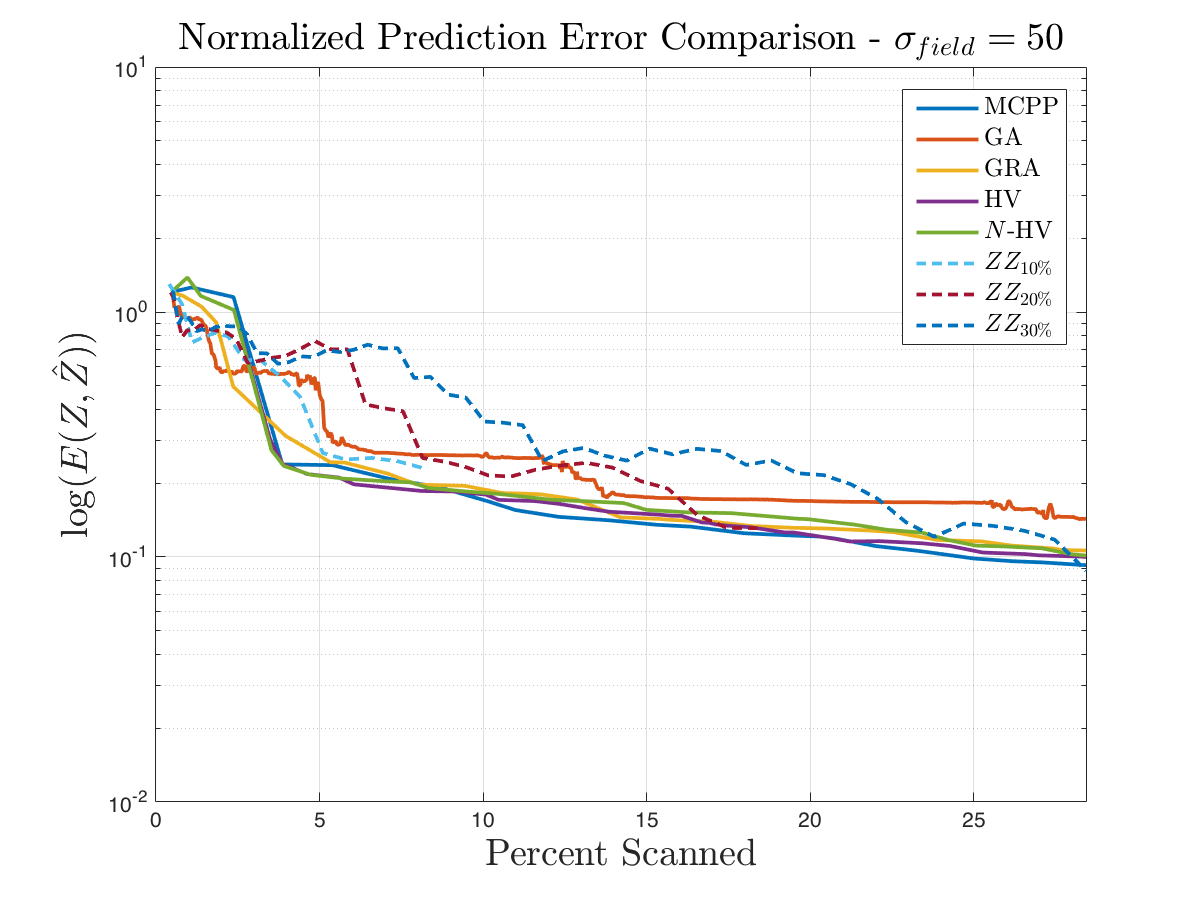 Normalized Prediction Error Comparison - σ_field = 50
log(E(Z, Ẑ))
10^1
10^0
10^-1
10^-2
MCPP
GA
GRA
HV
N-HV
ZZ_10%
ZZ_20%
ZZ_30%
0 5 10 15 20 25
Percent Scanned